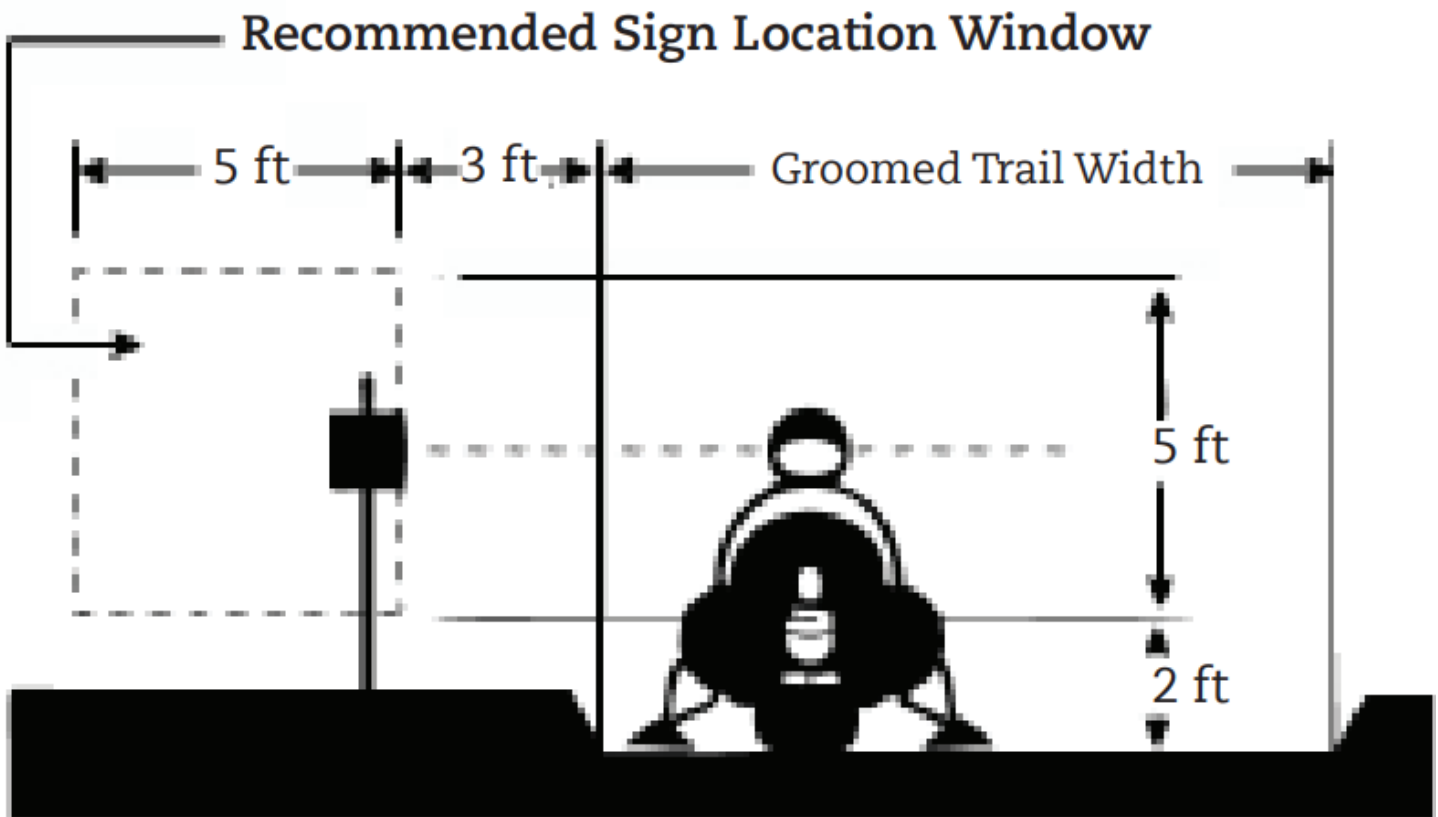 Recommended Sign Location Window
5 ft
3 ft
Groomed Trail Width
5 ft
2 ft